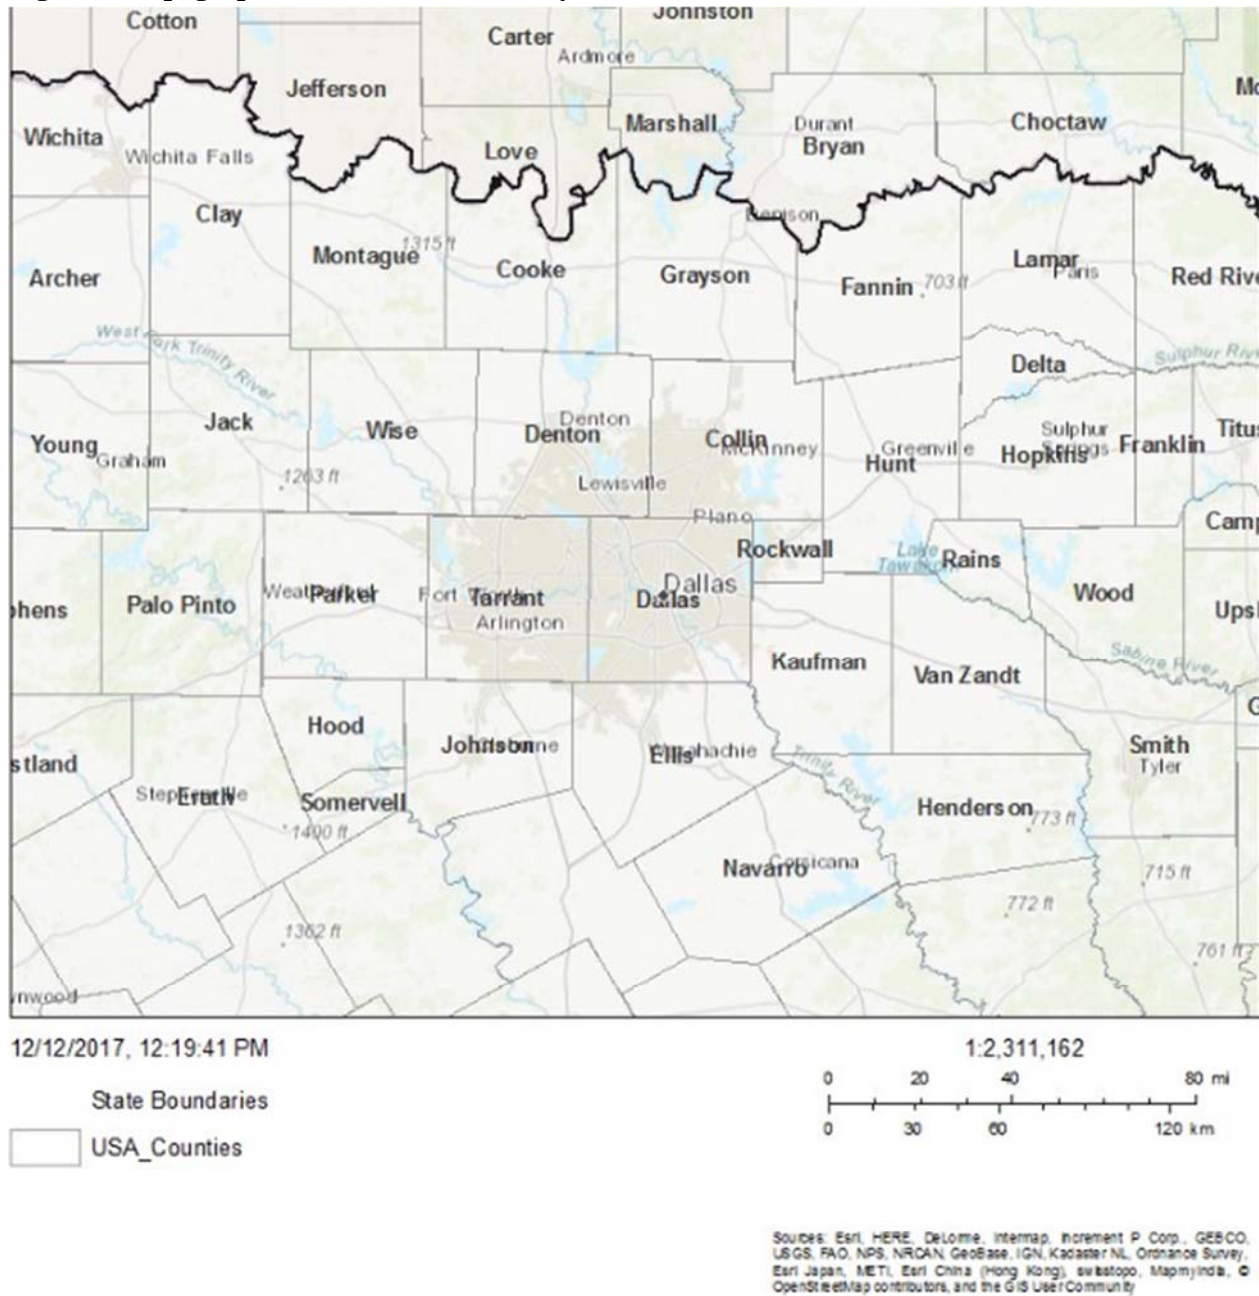 Cotton
Johnston
Carter
Ardmore
Jefferson
Marshall
Choctaw
Durant
Bryan
Wichita
Love
Wichita Falls
Clay
Denison
Montague
1315 ft
Cooke
Grayson
Lamar
Paris
Archer
Fannin
703 ft
West Fork Trinity River
Delta
Jack
Wise
Denton
Denton
Collin
McKinney
Sulphur
Springs
Hopkins
Franklin
Young
Graham
Greenville
Hunt
1263 ft
Lewisville
Plano
Rockwall
Lake
Tawakoni
Rains
Wood
Palo Pinto
Parker
Fort Worth
Tarrant
Arlington
Dallas
Dallas
Kaufman
Van Zandt
Sabine River
Hood
Johnson
Ellis
Trinity River
Smith
Tyler
Erath
Somervell
1400 ft
Henderson
773 ft
Navarro
Corsicana
715 ft
772 ft
1362 ft
761 ft
12/12/2017, 12:19:41 PM
1:2,311,162
0 20 40 80 mi
0 30 60 120 km
State Boundaries
USA_Counties
Sources: Esri, HERE, DeLorme, Intermap, increment P Corp., GEBCO,
USGS, FAO, NPS, NRCAN, GeoBase, IGN, Kadaster NL, Ordnance Survey,
Esri Japan, METI, Esri China (Hong Kong), swisstopo, MapmyIndia, ©
OpenStreetMap contributors, and the GIS User Community